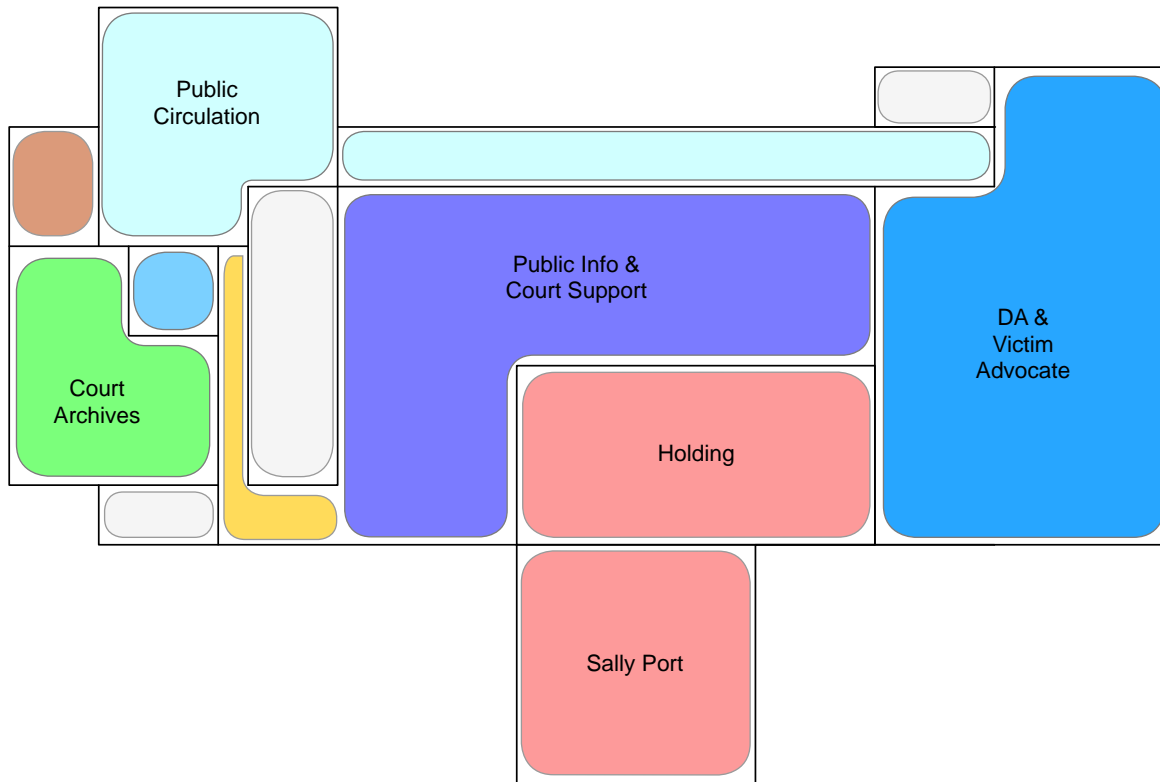 Public
Circulation
Public Info &
Court Support
DA &
Victim
Advocate
Court
Archives
Holding
Sally Port